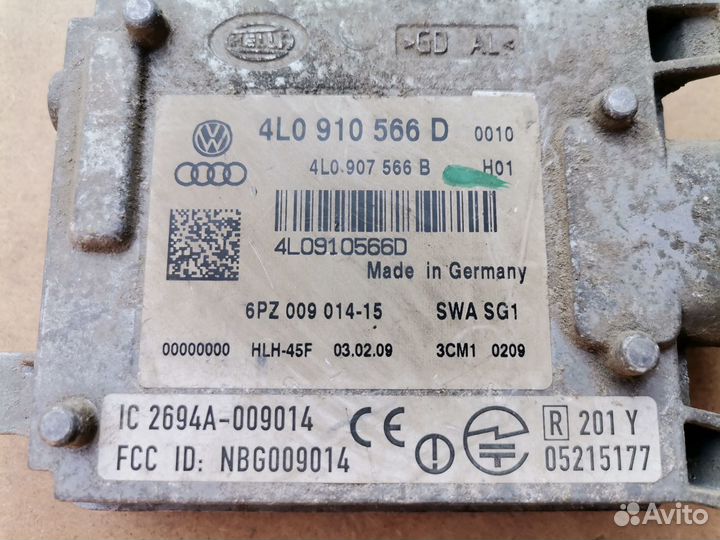 HELLA
>GD AL<
4L0 910 566 D 0010
4L0 907 566 B H01
4L0910566D
Made in Germany
6PZ 009 014-15 SWA SG1
00000000 HLH-45F 03.02.09 3CM1 0209
IC 2694A-009014 CE R 201 Y
FCC ID: NBG009014 05215177
Avito